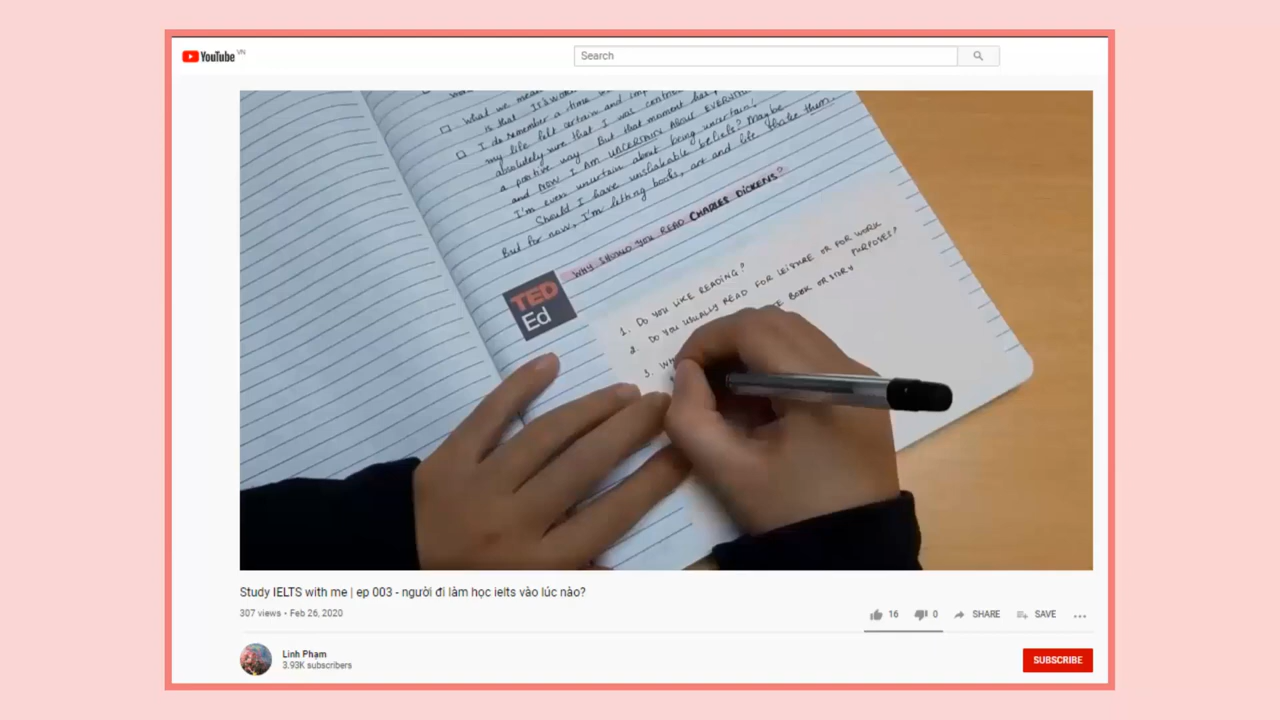 YouTube VN
Search
What we mean
is that
I do remember a time
my life felt certain and
absolutely sure that I was
a positive way. But that moment has
and NOW I AM UNCERTAIN ABOUT
I'm even uncertain about being uncertain!
Should I have unshakable beliefs? Maybe
But for now, I'm letting books, art and life shake them.
WHY SHOULD YOU READ CHARLES DICKENS?
TED
Ed
1. DO YOU LIKE READING?
2. DO YOU USUALLY READ FOR LEISURE OR FOR WORK
PURPOSES?
3. BOOK OR STORY
Study IELTS with me | ep 003 - người đi làm học ielts vào lúc nào?
307 views • Feb 26, 2020
16 0 SHARE SAVE ...
Linh Phạm
3.93K subscribers
SUBSCRIBE